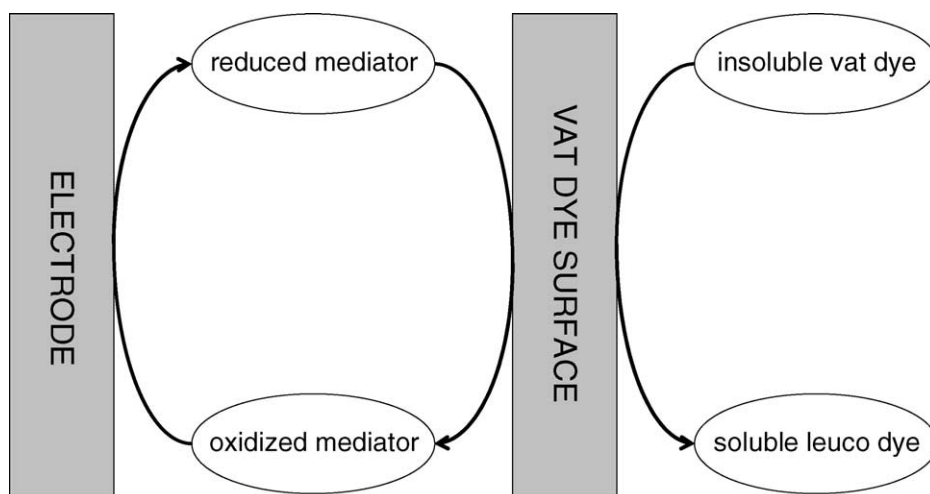 ELECTRODE
reduced mediator
oxidized mediator
VAT DYE SURFACE
insoluble vat dye
soluble leuco dye